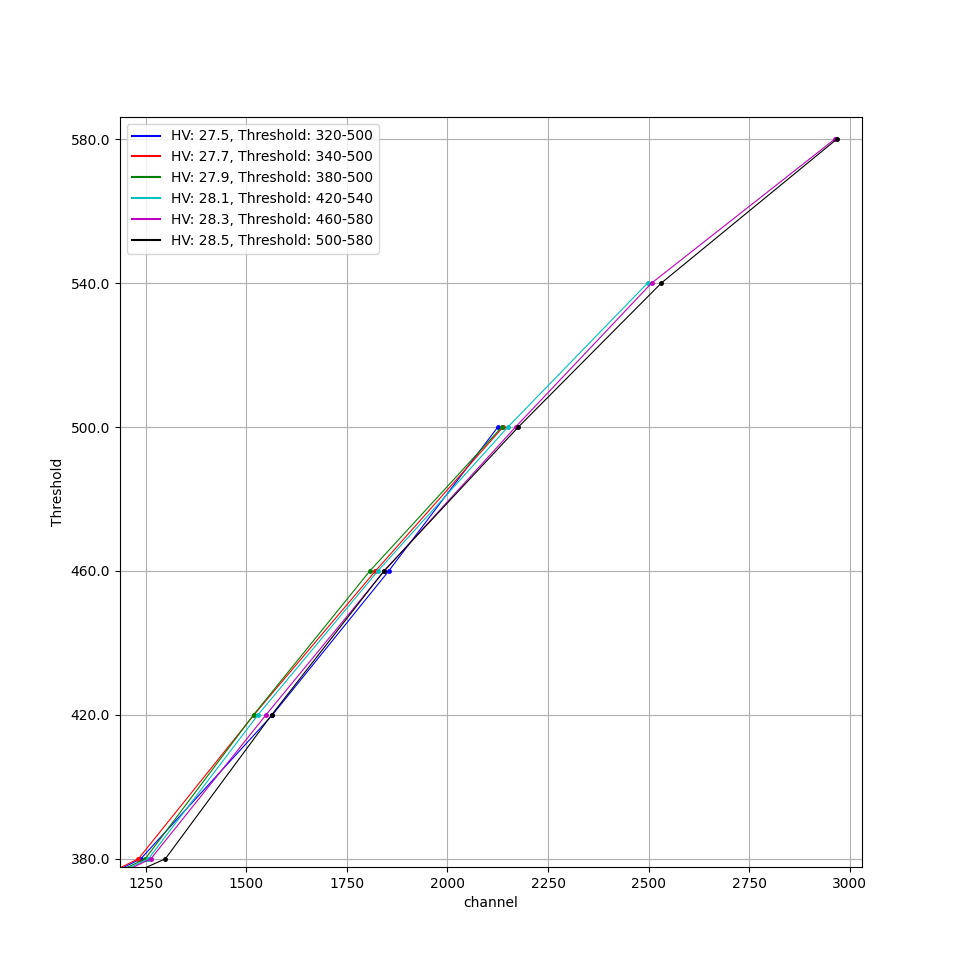 HV: 27.5, Threshold: 320-500
HV: 27.7, Threshold: 340-500
HV: 27.9, Threshold: 380-500
HV: 28.1, Threshold: 420-540
HV: 28.3, Threshold: 460-580
HV: 28.5, Threshold: 500-580
580.0
540.0
500.0
460.0
420.0
380.0
Threshold
1250 1500 1750 2000 2250 2500 2750 3000
channel